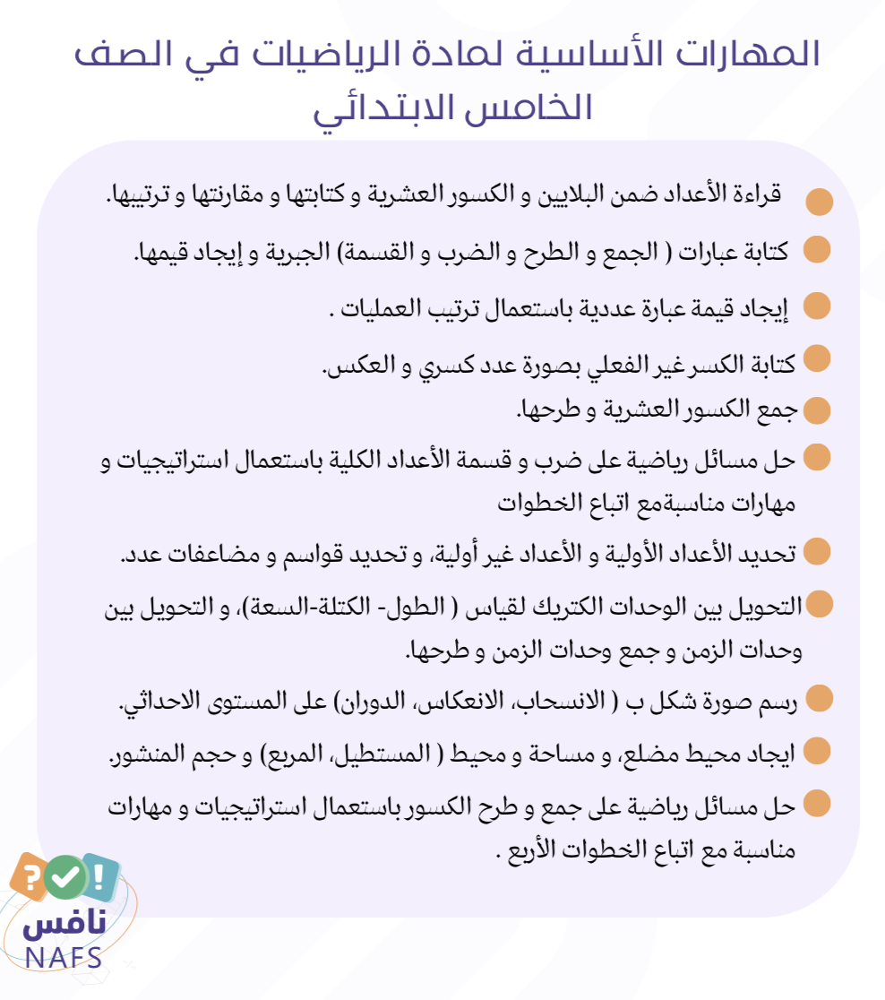 المهارات الأساسية لمادة الرياضيات في الصف
الخامس الابتدائي
قراءة الأعداد ضمن البلايين و الكسور العشرية و كتابتها و مقارنتها و ترتيبها.
كتابة عبارات ( الجمع و الطرح و الضرب و القسمة) الجبرية و إيجاد قيمها.
إيجاد قيمة عبارة عددية باستعمال ترتيب العمليات .
كتابة الكسر غير الفعلي بصورة عدد كسري و العكس.
جمع الكسور العشرية و طرحها.
حل مسائل رياضية على ضرب و قسمة الأعداد الكلية باستعمال استراتيجيات و
مهارات مناسبةمع اتباع الخطوات
تحديد الأعداد الأولية و الأعداد غير أولية، و تحديد قواسم و مضاعفات عدد.
التحويل بين الوحدات الكتريك لقياس ( الطول- الكتلة-السعة)، و التحويل بين
وحدات الزمن و جمع وحدات الزمن و طرحها.
رسم صورة شكل ب ( الانسحاب، الانعكاس، الدوران) على المستوى الاحداثي.
ايجاد محيط مضلع، و مساحة و محيط ( المستطيل، المربع) و حجم المنشور.
حل مسائل رياضية على جمع و طرح الكسور باستعمال استراتيجيات و مهارات
مناسبة مع اتباع الخطوات الأربع .
? !
نافس
NAFS